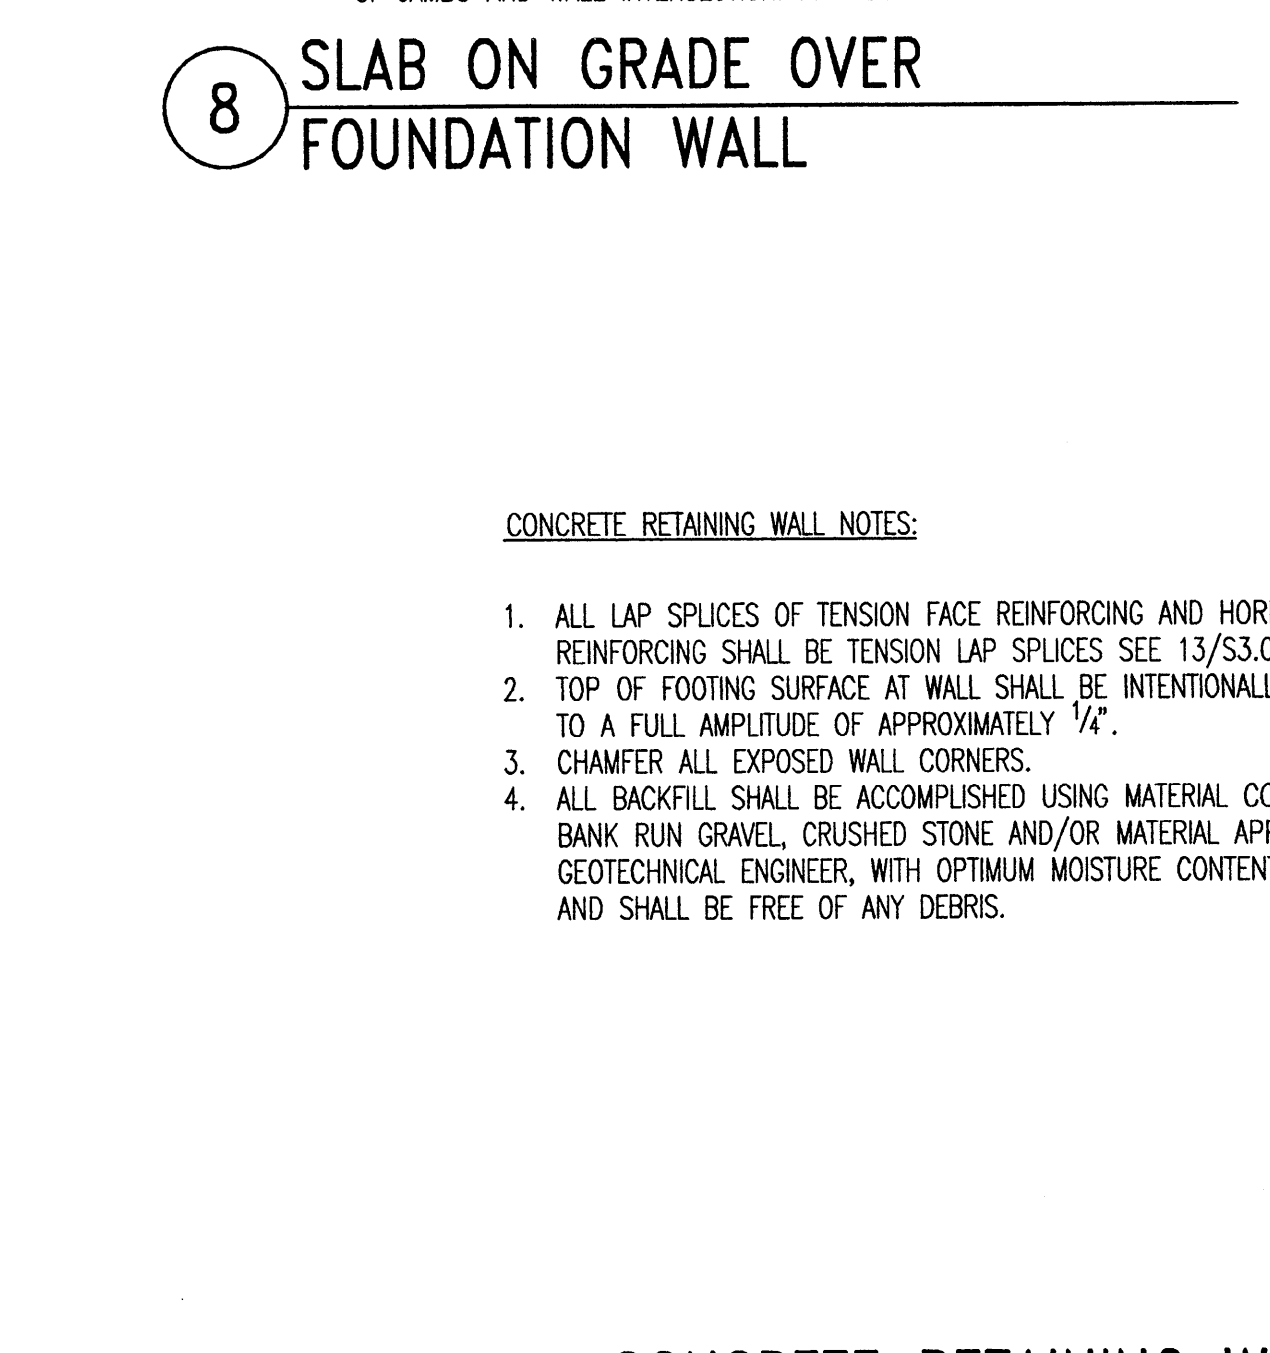 8
SLAB ON GRADE OVER
FOUNDATION WALL
CONCRETE RETAINING WALL NOTES:
1. ALL LAP SPLICES OF TENSION FACE REINFORCING AND
REINFORCING SHALL BE TENSION LAP SPLICES SEE
2. TOP OF FOOTING SURFACE AT WALL SHALL BE
TO A FULL AMPLITUDE OF APPROXIMATELY 1/4".
3. CHAMFER ALL EXPOSED WALL CORNERS.
4. ALL BACKFILL SHALL BE ACCOMPLISHED USING MATERIAL
BANK RUN GRAVEL, CRUSHED STONE AND/OR MATERIAL
GEOTECHNICAL ENGINEER, WITH OPTIMUM MOISTURE CONTENT
AND SHALL BE FREE OF ANY DEBRIS.
CONCRETE RETAINING